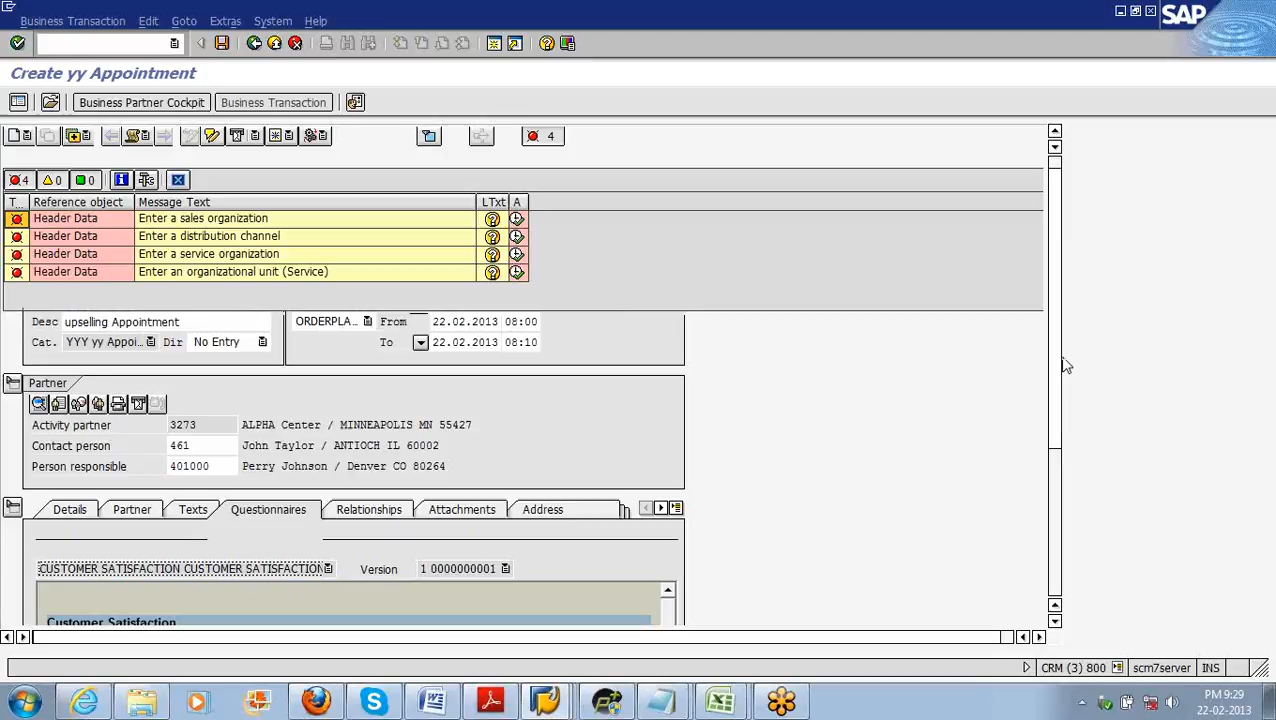 Business Transaction Edit Goto Extras System Help
SAP
Create yy Appointment
Business Partner Cockpit Business Transaction
4
4 0 0
T... Reference object Message Text LTxt A
Header Data Enter a sales organization
Header Data Enter a distribution channel
Header Data Enter a service organization
Header Data Enter an organizational unit (Service)
Desc upselling Appointment ORDERPLA... From 22.02.2013 08:00
Cat. YYY yy Appoi... Dir No Entry To 22.02.2013 08:10
Partner
Activity partner 3273 ALPHA Center / MINNEAPOLIS MN 55427
Contact person 461 John Taylor / ANTIOCH IL 60002
Person responsible 401000 Perry Johnson / Denver CO 80264
Details Partner Texts Questionnaires Relationships Attachments Address
CUSTOMER SATISFACTION CUSTOMER SATISFACTION Version 1 0000000001
Customer Satisfaction
CRM (3) 800 scm7server INS
PM 9:29
22-02-2013